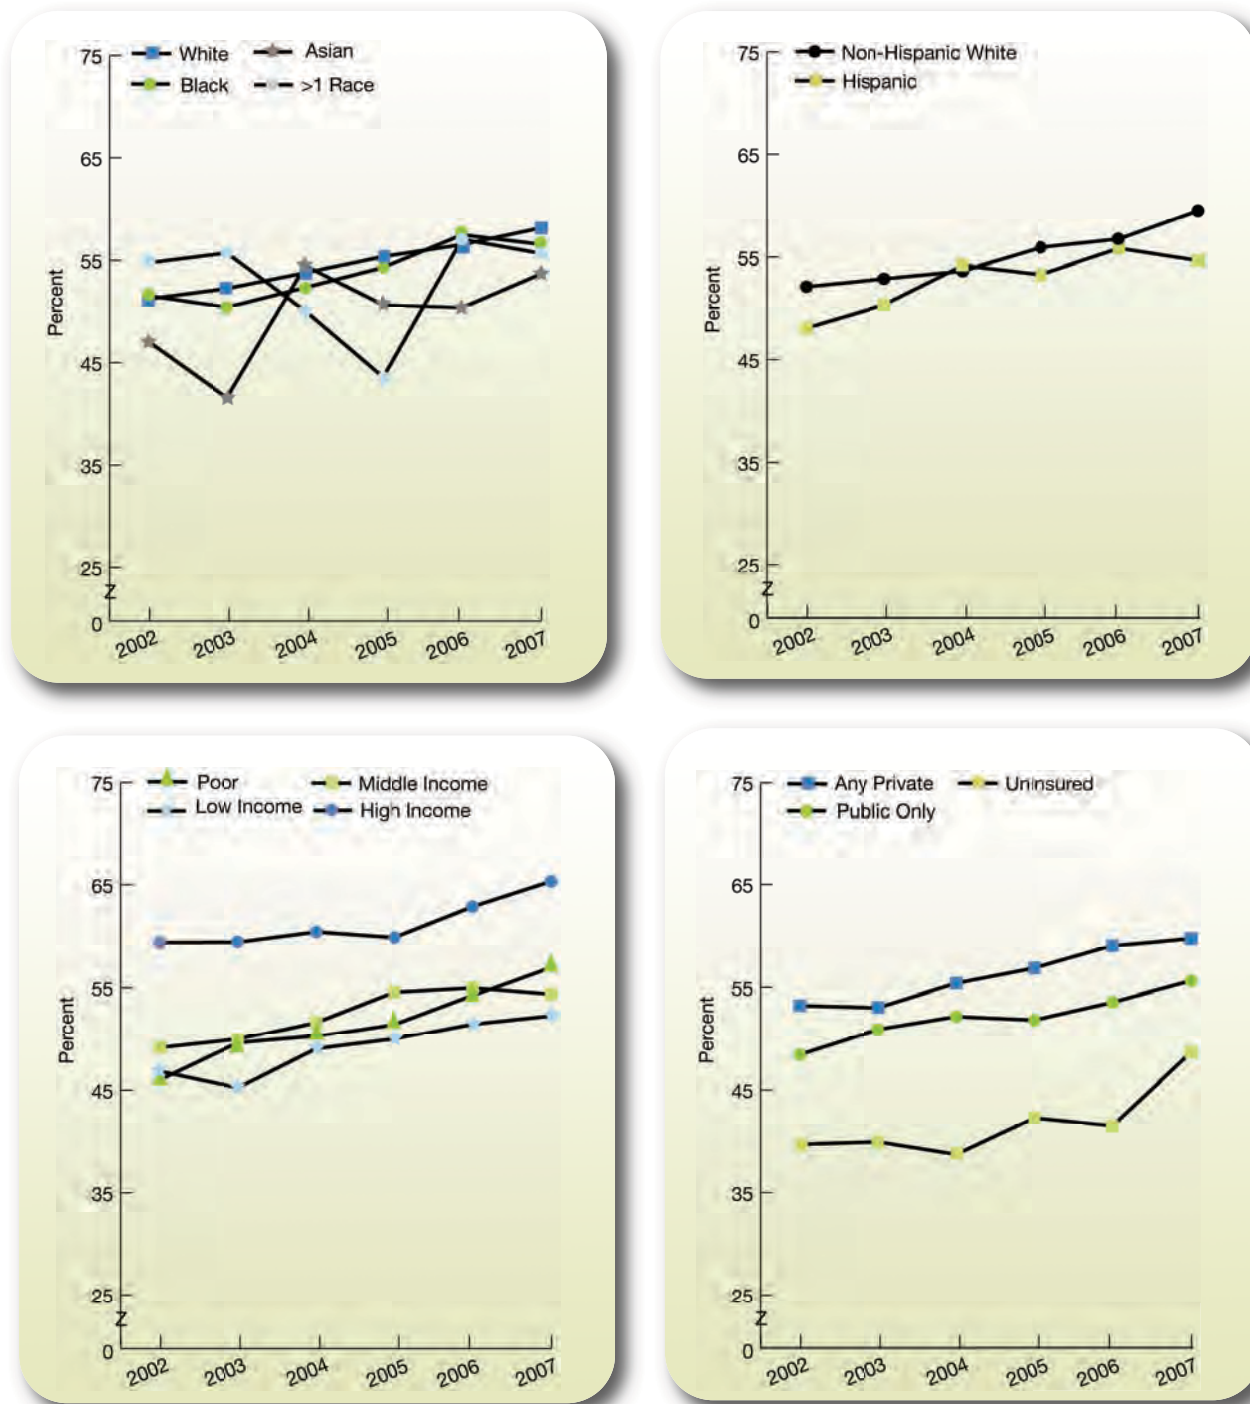 75 White Asian
Black >1 Race
65
55
Percent
45
35
25
Z
0
2002 2003 2004 2005 2006 2007
75 Non-Hispanic White
Hispanic
65
55
Percent
45
35
25
Z
0
2002 2003 2004 2005 2006 2007
75 Poor Middle Income
Low Income High Income
65
55
Percent
45
35
25
Z
0
2002 2003 2004 2005 2006 2007
75 Any Private Uninsured
Public Only
65
55
Percent
45
35
25
Z
0
2002 2003 2004 2005 2006 2007